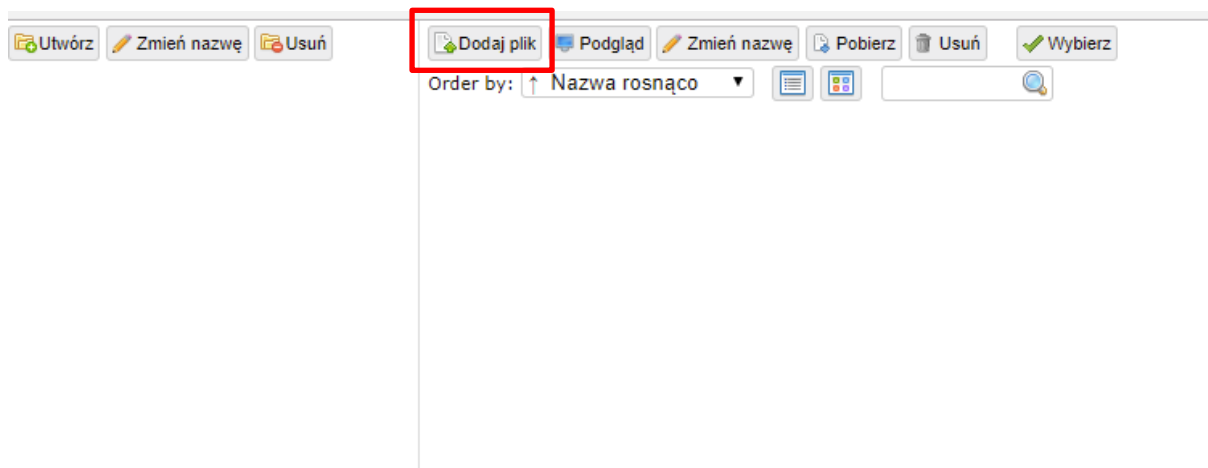 Utwórz Zmień nazwę Usuń Dodaj plik Podgląd Zmień nazwę Pobierz Usuń Wybierz
Order by: ↑ Nazwa rosnąco